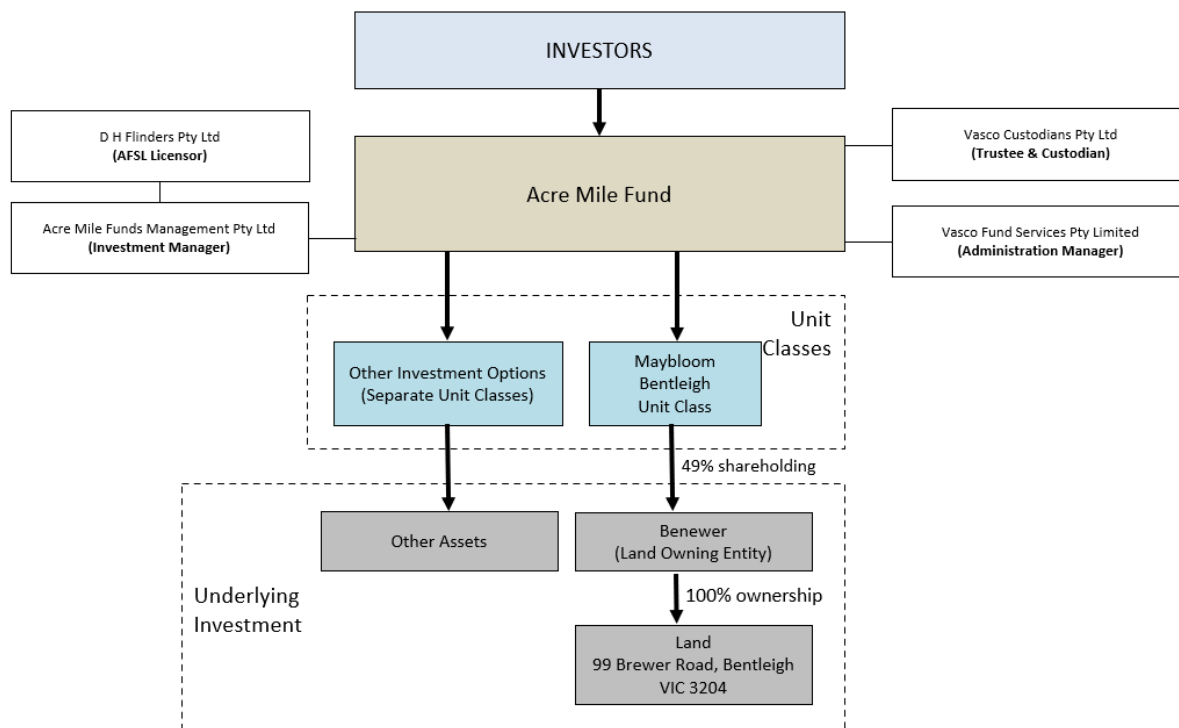 INVESTORS
D H Flinders Pty Ltd
(AFSL Licensor)
Vasco Custodians Pty Ltd
(Trustee & Custodian)
Acre Mile Fund
Acre Mile Funds Management Pty Ltd
(Investment Manager)
Vasco Fund Services Pty Limited
(Administration Manager)
Unit
Classes
Other Investment Options
(Separate Unit Classes)
Maybloom
Bentleigh
Unit Class
49% shareholding
Other Assets
Benewer
(Land Owning Entity)
Underlying
Investment
100% ownership
Land
99 Brewer Road, Bentleigh
VIC 3204